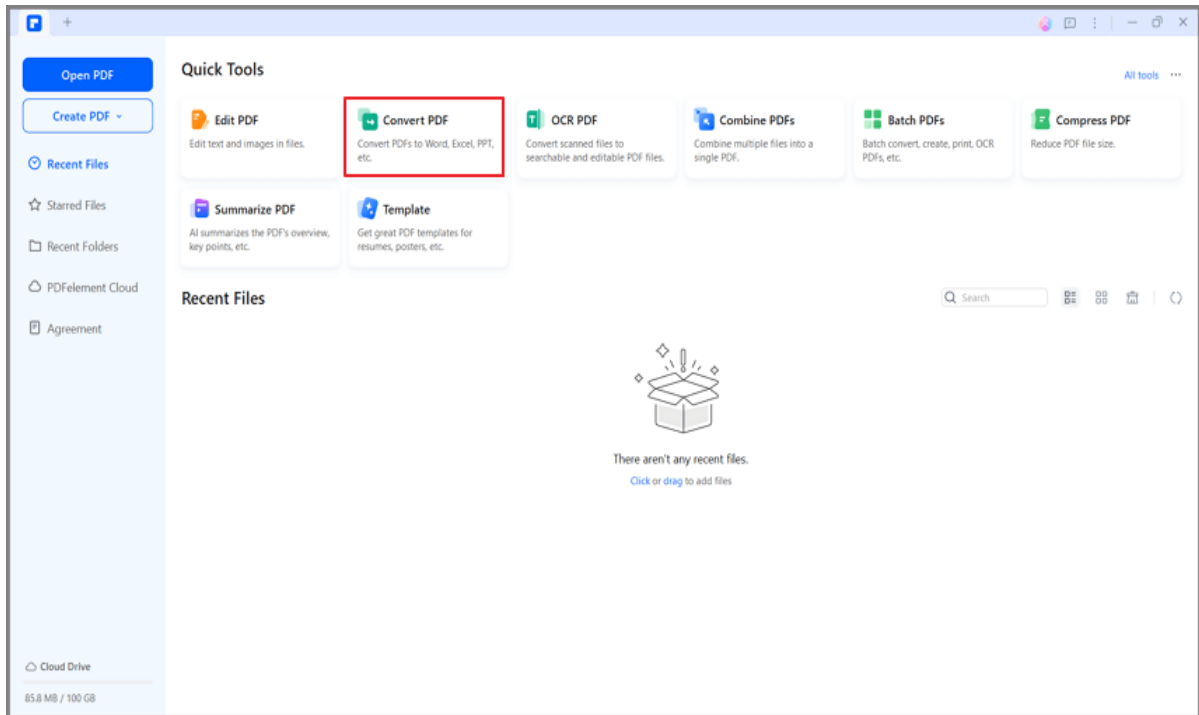 Open PDF
Create PDF
Recent Files
Starred Files
Recent Folders
PDFelement Cloud
Agreement
Cloud Drive
85.8 MB / 100 GB
Quick Tools
All tools
Edit PDF
Edit text and images in files.
Convert PDF
Convert PDFs to Word, Excel, PPT,
etc.
OCR PDF
Convert scanned files to
searchable and editable PDF files.
Combine PDFs
Combine multiple files into a
single PDF.
Batch PDFs
Batch convert, create, print, OCR
PDFs, etc.
Compress PDF
Reduce PDF file size.
Summarize PDF
AI summarizes the PDF's overview,
key points, etc.
Template
Get great PDF templates for
resumes, posters, etc.
Recent Files
Search
There aren't any recent files.
Click or drag to add files